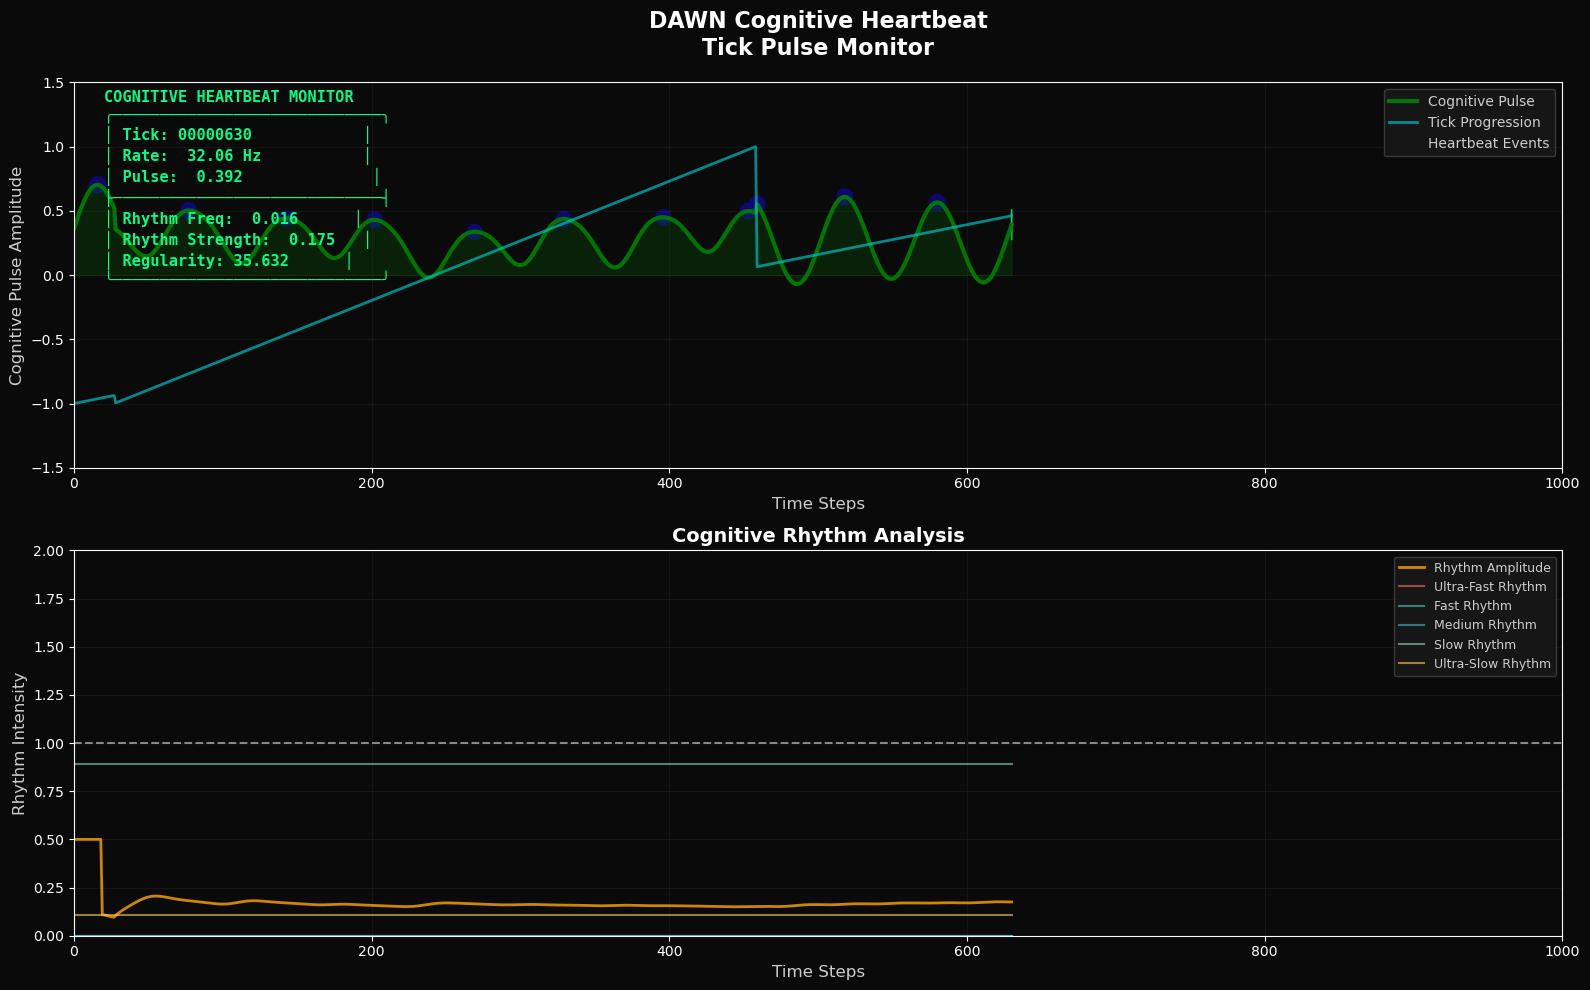 DAWN Cognitive Heartbeat
Tick Pulse Monitor
COGNITIVE HEARTBEAT MONITOR
Tick: 00000630
Rate: 32.06 Hz
Pulse: 0.392
Rhythm Freq: 0.016
Rhythm Strength: 0.175
Regularity: 35.632
Cognitive Pulse
Tick Progression
Heartbeat Events
Cognitive Pulse Amplitude
1.5
1.0
0.5
0.0
−0.5
−1.0
−1.5
0 200 400 600 800 1000
Time Steps
Cognitive Rhythm Analysis
Rhythm Amplitude
Ultra-Fast Rhythm
Fast Rhythm
Medium Rhythm
Slow Rhythm
Ultra-Slow Rhythm
Rhythm Intensity
2.00
1.75
1.50
1.25
1.00
0.75
0.50
0.25
0.00
0 200 400 600 800 1000
Time Steps